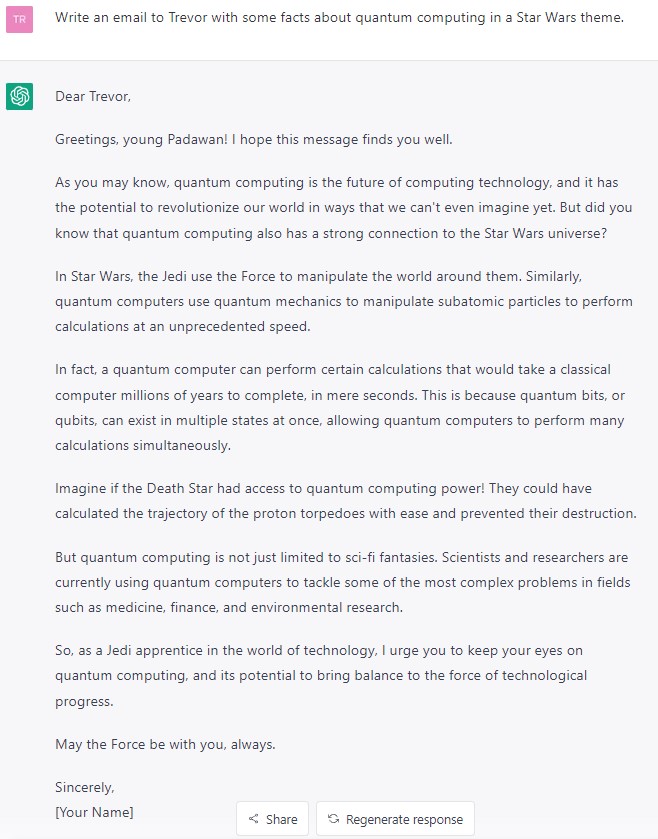 TR
Write an email to Trevor with some facts about quantum computing in a Star Wars theme.
Dear Trevor,
Greetings, young Padawan! I hope this message finds you well.
As you may know, quantum computing is the future of computing technology, and it has
the potential to revolutionize our world in ways that we can't even imagine yet. But did you
know that quantum computing also has a strong connection to the Star Wars universe?
In Star Wars, the Jedi use the Force to manipulate the world around them. Similarly,
quantum computers use quantum mechanics to manipulate subatomic particles to perform
calculations at an unprecedented speed.
In fact, a quantum computer can perform certain calculations that would take a classical
computer millions of years to complete, in mere seconds. This is because quantum bits, or
qubits, can exist in multiple states at once, allowing quantum computers to perform many
calculations simultaneously.
Imagine if the Death Star had access to quantum computing power! They could have
calculated the trajectory of the proton torpedoes with ease and prevented their destruction.
But quantum computing is not just limited to sci-fi fantasies. Scientists and researchers are
currently using quantum computers to tackle some of the most complex problems in fields
such as medicine, finance, and environmental research.
So, as a Jedi apprentice in the world of technology, I urge you to keep your eyes on
quantum computing, and its potential to bring balance to the force of technological
progress.
May the Force be with you, always.
Sincerely,
[Your Name]
Share
Regenerate response